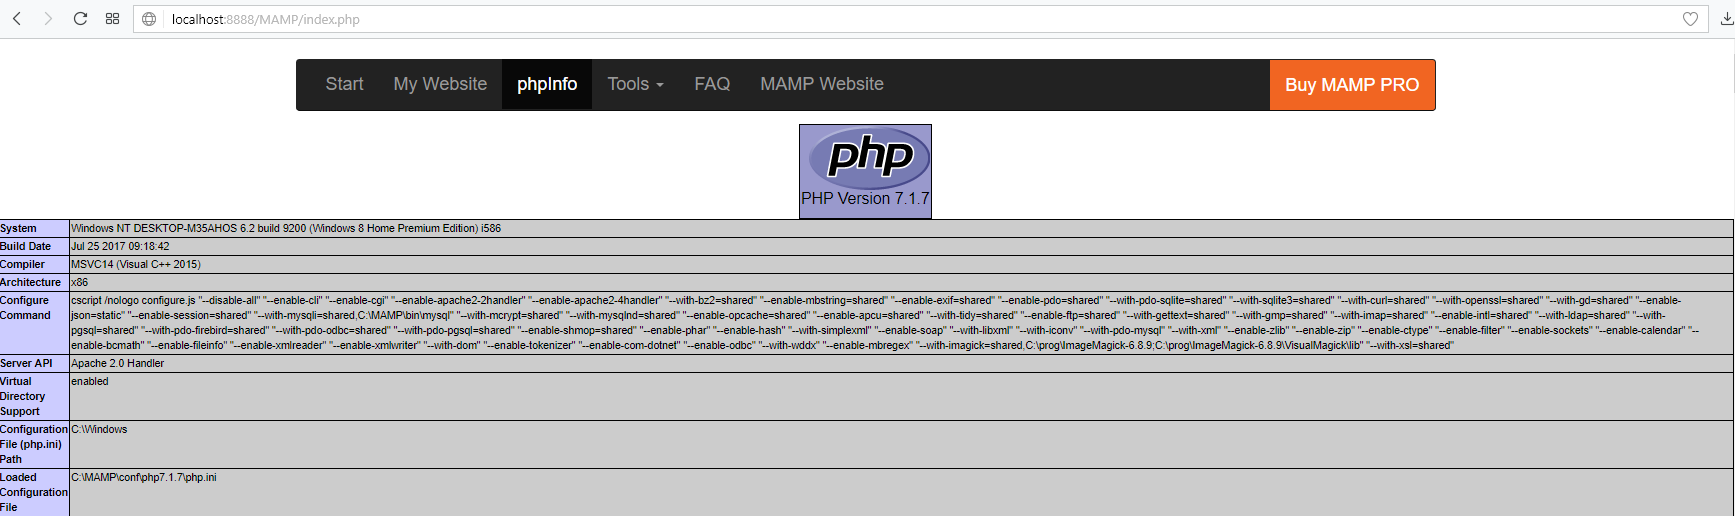 localhost:8888/MAMP/index.php
Start My Website phpInfo Tools FAQ MAMP Website Buy MAMP PRO
php
PHP Version 7.1.7
System Windows NT DESKTOP-M35AHOS 6.2 build 9200 (Windows 8 Home Premium Edition) i586
Build Date Jul 25 2017 09:18:42
Compiler MSVC14 (Visual C++ 2015)
Architecture x86
Configure Command
cscript /nologo configure.js "--disable-all" "--enable-cli" "--enable-cgi" "--enable-apache2-2handler" "--enable-apache2-4handler" "--with-bz2=shared" "--enable-mbstring=shared" "--enable-exif=shared" "--enable-pdo=shared" "--with-pdo-sqlite=shared" "--with-sqlite3=shared" "--with-curl=shared" "--with-openssl=shared" "--with-gd=shared" "--enable-
json=static" "--enable-session=shared" "--with-mysqli=shared,C:\MAMP\bin\mysql" "--with-mcrypt=shared" "--with-mysqlnd=shared" "--enable-opcache=shared" "--enable-apcu=shared" "--with-tidy=shared" "--enable-ftp=shared" "--with-gettext=shared" "--with-gmp=shared" "--with-imap=shared" "--enable-intl=shared" "--with-ldap=shared" "--with-
pgsql=shared" "--with-pdo-firebird=shared" "--with-pdo-odbc=shared" "--with-pdo-pgsql=shared" "--enable-shmop=shared" "--enable-phar" "--enable-hash" "--with-simplexml" "--enable-soap" "--with-libxml" "--with-iconv" "--with-pdo-mysql" "--with-xml" "--enable-zlib" "--enable-zip" "--enable-ctype" "--enable-filter" "--enable-sockets" "--enable-calendar" "--
enable-bcmath" "--enable-fileinfo" "--enable-xmlreader" "--enable-xmlwriter" "--with-dom" "--enable-tokenizer" "--enable-com-dotnet" "--enable-odbc" "--with-wddx" "--enable-mbregex" "--with-imagick=shared,C:\prog\ImageMagick-6.8.9;C:\prog\ImageMagick-6.8.9\VisualMagick\lib" "--with-xsl=shared"
Server API Apache 2.0 Handler
Virtual enabled
Directory
Support
Configuration C:\Windows
File (php.ini)
Path
Loaded C:\MAMP\conf\php7.1.7\php.ini
Configuration
File